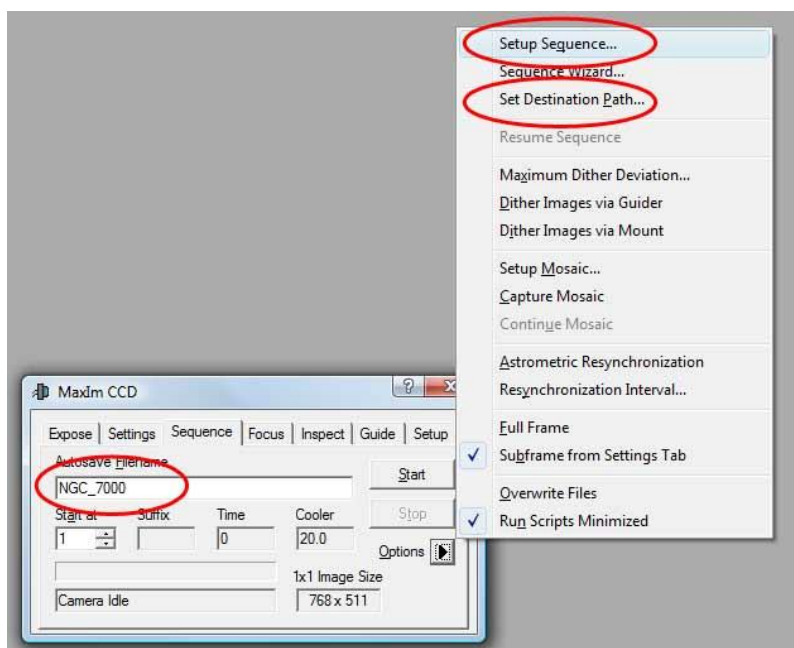 Setup Sequence...
Sequence Wizard...
Set Destination Path...
Resume Sequence
Maximum Dither Deviation...
Dither Images via Guider
Dither Images via Mount
Setup Mosaic...
Capture Mosaic
Continue Mosaic
Astrometric Resynchronization
Resynchronization Interval...
Full Frame
Subframe from Settings Tab
Overwrite Files
Run Scripts Minimized
MaxIm CCD
Expose Settings Sequence Focus Inspect Guide Setup
Autosave Filename
NGC_7000
Start
Start at Suffix Time Cooler
Stop
1 0 20.0
Options
1x1 Image Size
Camera Idle 768 x 511